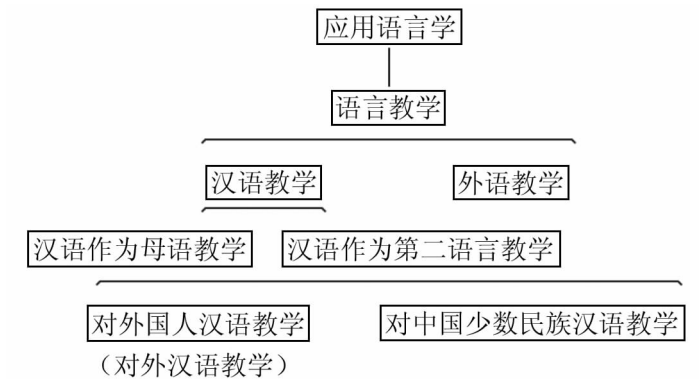 应用语言学
语言教学
汉语教学 外语教学
汉语作为母语教学 汉语作为第二语言教学
对外国人汉语教学 对中国少数民族汉语教学
（对外汉语教学）